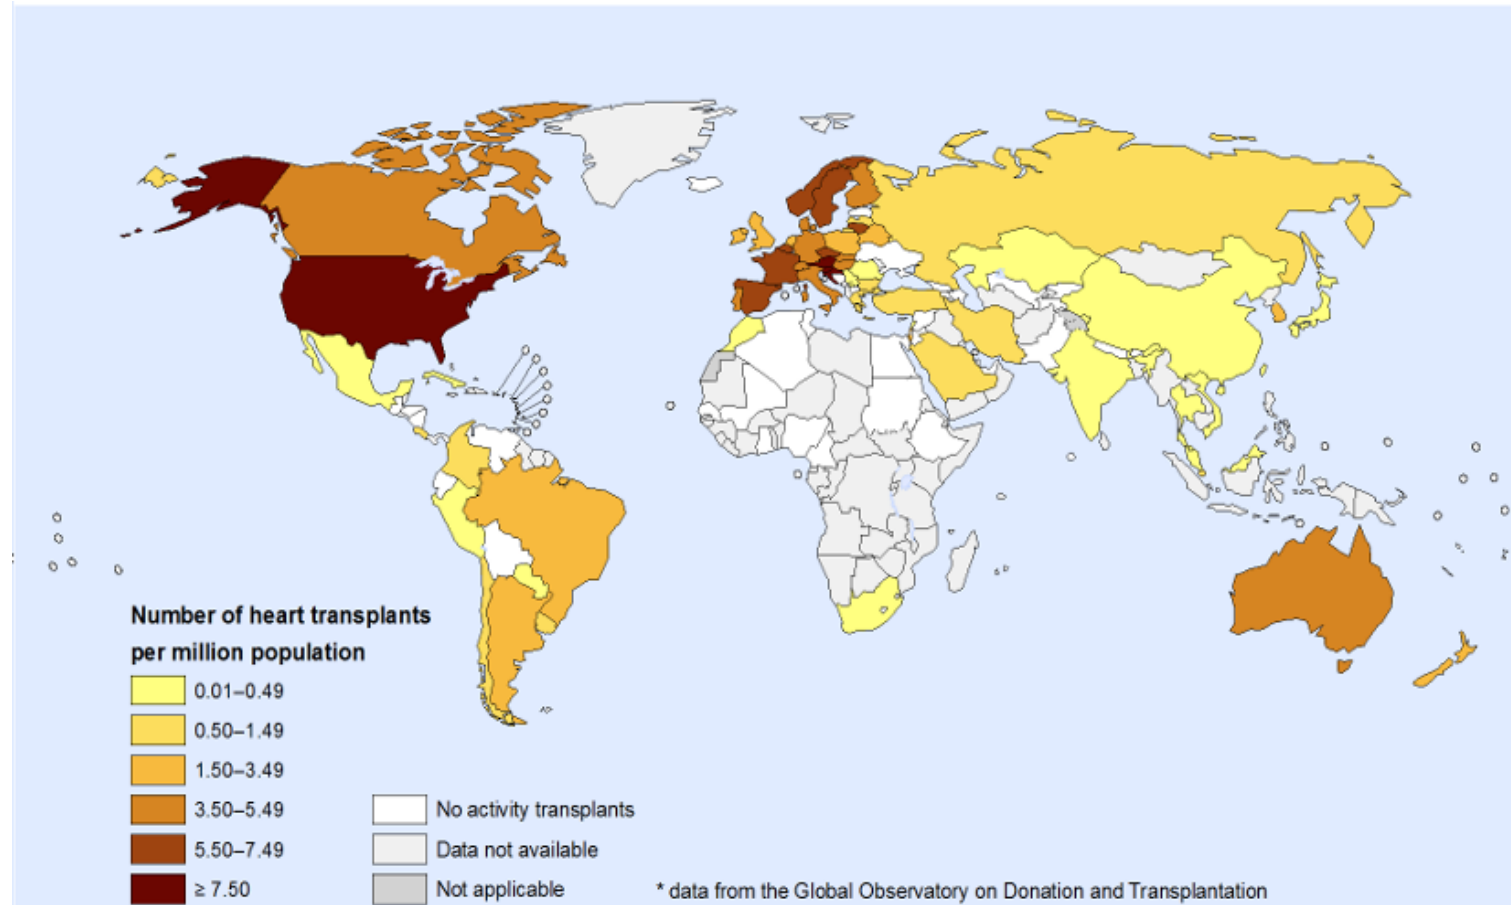 Number of heart transplants
per million population
0.01–0.49
0.50–1.49
1.50–3.49
3.50–5.49
5.50–7.49
≥ 7.50
No activity transplants
Data not available
Not applicable
* data from the Global Observatory on Donation and Transplantation